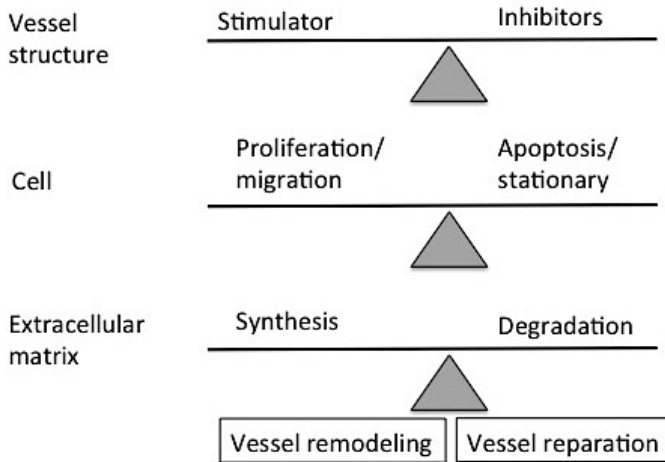 Vessel structure
Stimulator
Inhibitors
Cell
Proliferation/
migration
Apoptosis/
stationary
Extracellular
matrix
Synthesis
Degradation
Vessel remodeling
Vessel reparation